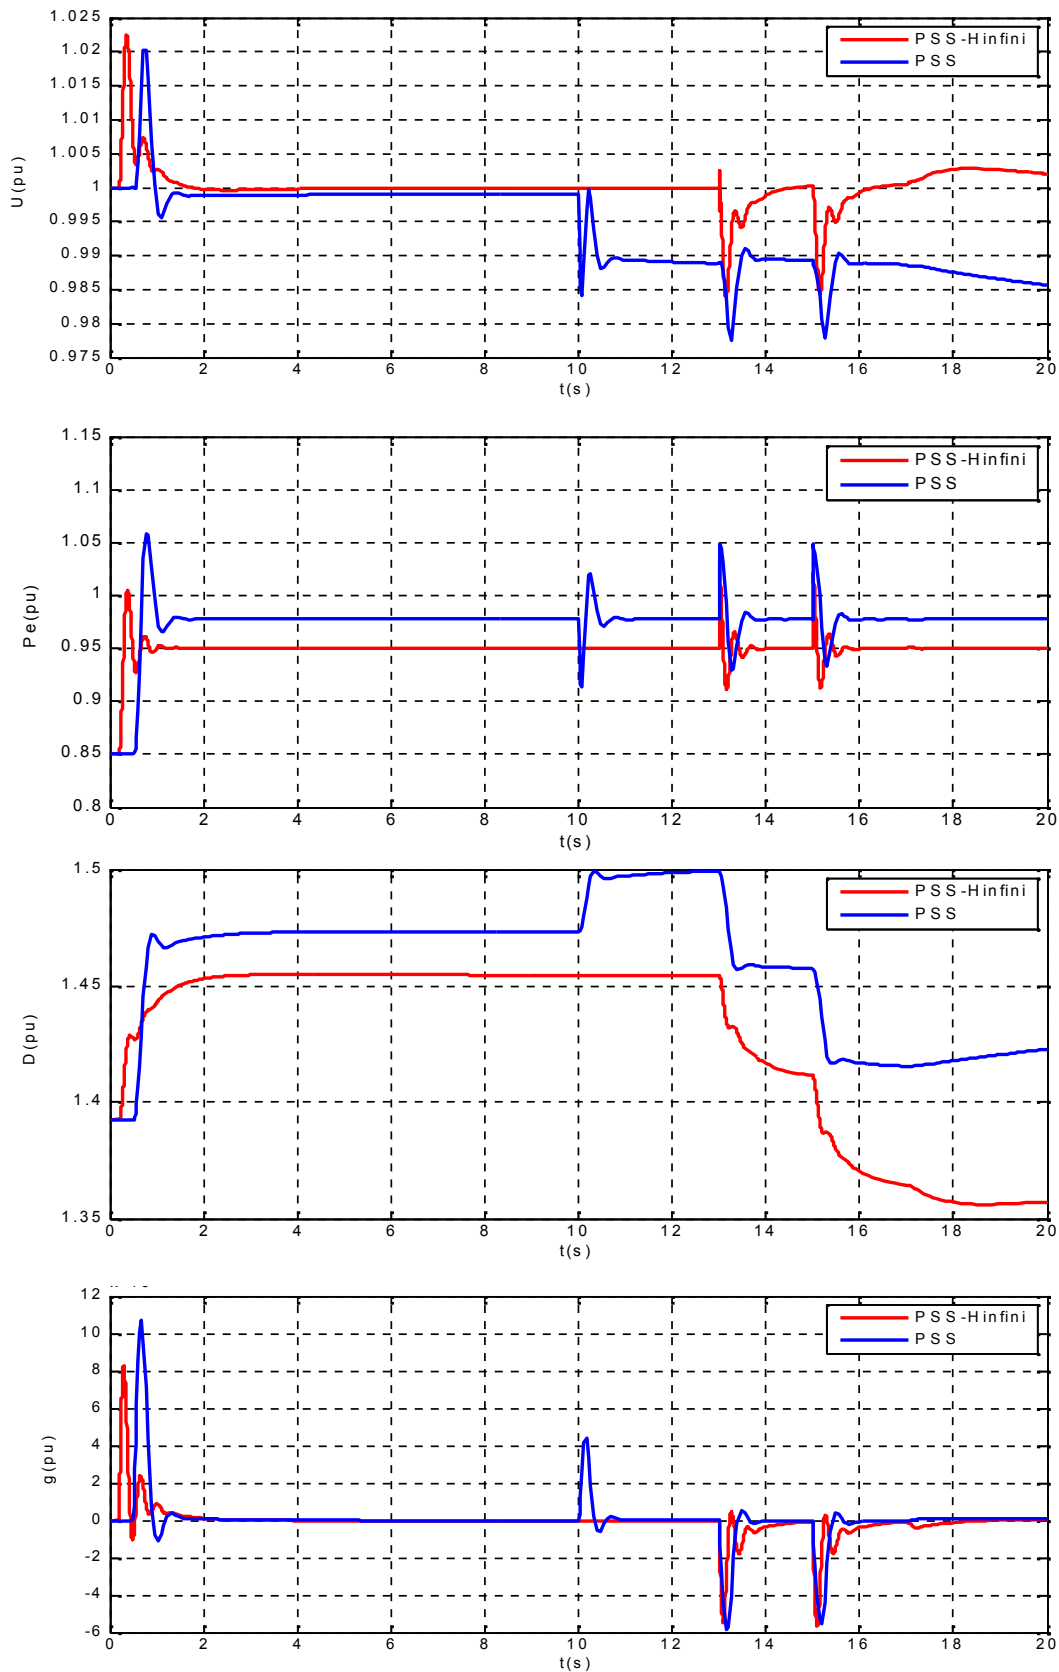 1.025
1.02
1.015
1.01
1.005
1
0.995
0.99
0.985
0.98
0.975
U(pu)
PSS-Hinfini
PSS
0 2 4 6 8 10 12 14 16 18 20
t(s)
1.15
1.1
1.05
1
0.95
0.9
0.85
0.8
Pe(pu)
PSS-Hinfini
PSS
0 2 4 6 8 10 12 14 16 18 20
t(s)
1.5
1.45
1.4
1.35
D(pu)
PSS-Hinfini
PSS
0 2 4 6 8 10 12 14 16 18 20
t(s)
12
10
8
6
4
2
0
-2
-4
-6
g(pu)
PSS-Hinfini
PSS
0 2 4 6 8 10 12 14 16 18 20
t(s)